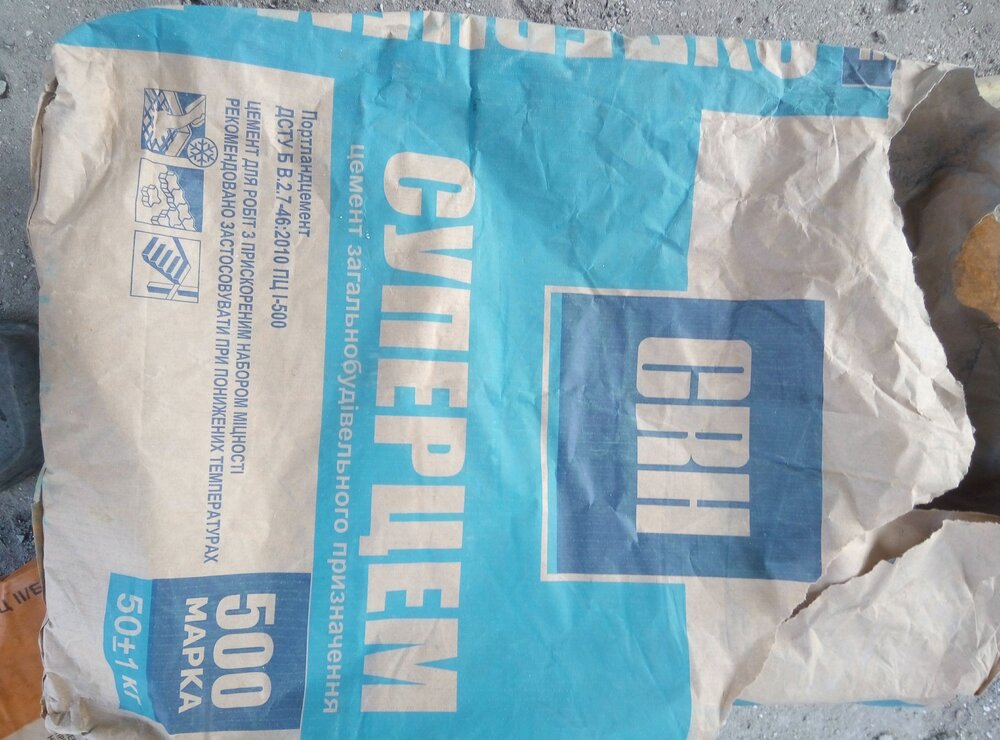 CRH
СУПЕРЦЕМ
цемент загальнобудівельного призначення
Портландцемент
ДСТУ Б В.2.7-46:2010 ПЦ І-500
ЦЕМЕНТ ДЛЯ РОБІТ З ПРИСКОРЕНИМ НАБОРОМ МІЦНОСТІ
РЕКОМЕНДОВАНО ЗАСТОСОВУВАТИ ПРИ ПОНИЖЕНИХ ТЕМПЕРАТУРАХ
500
МАРКА
50±1 кг